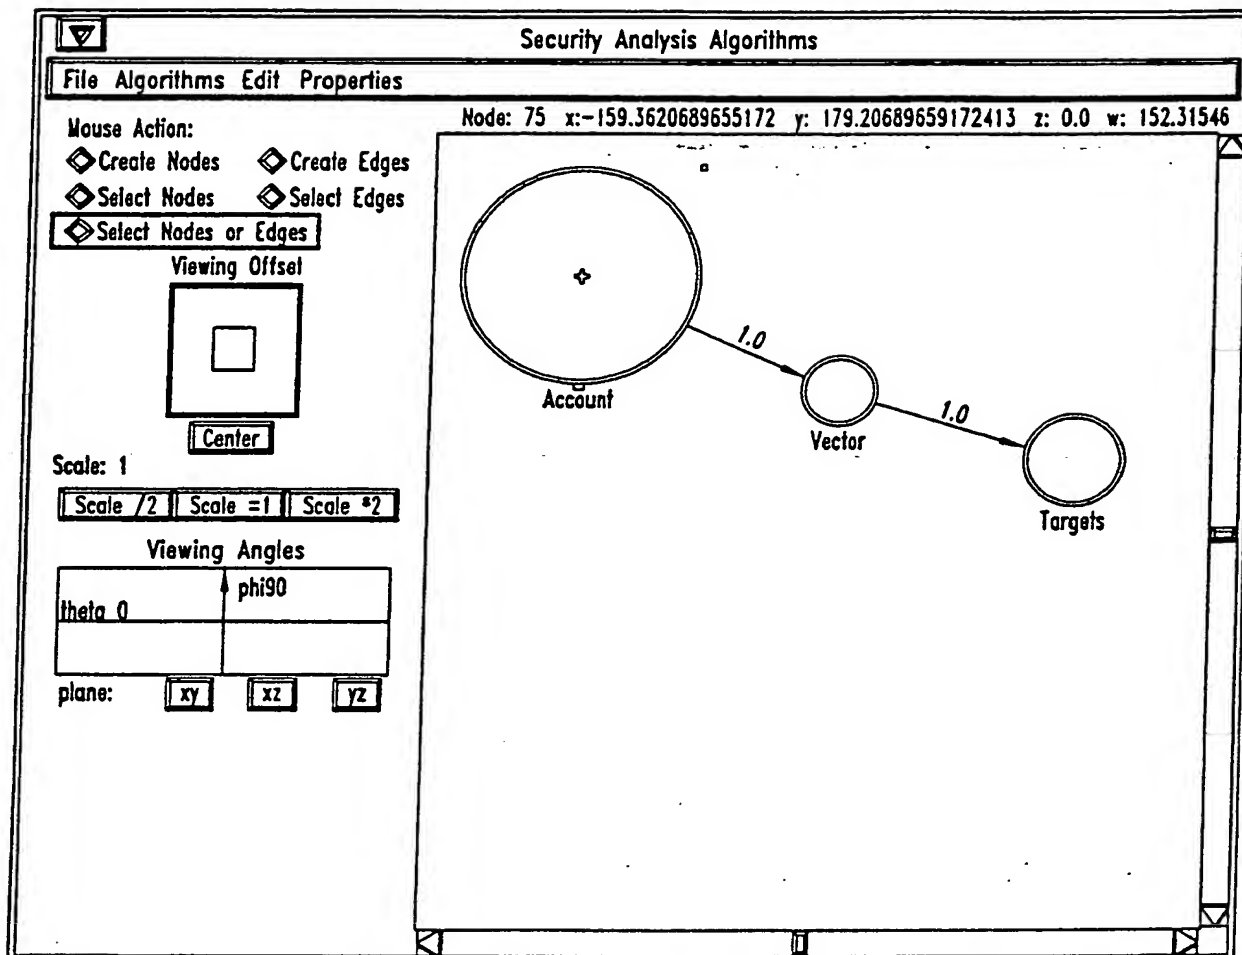 Security Analysis Algorithms
File Algorithms Edit Properties
Node: 75 x:-159.3620689655172 y: 179.20689659172413 z: 0.0 w: 152.31546
Mouse Action:
Create Nodes Create Edges
Select Nodes Select Edges
Select Nodes or Edges
Viewing Offset
Center
Scale: 1
Scale /2 Scale =1 Scale *2
Viewing Angles
phi90
theta 0
plane: xy xz yz
1.0
Account
Vector
1.0
Targets